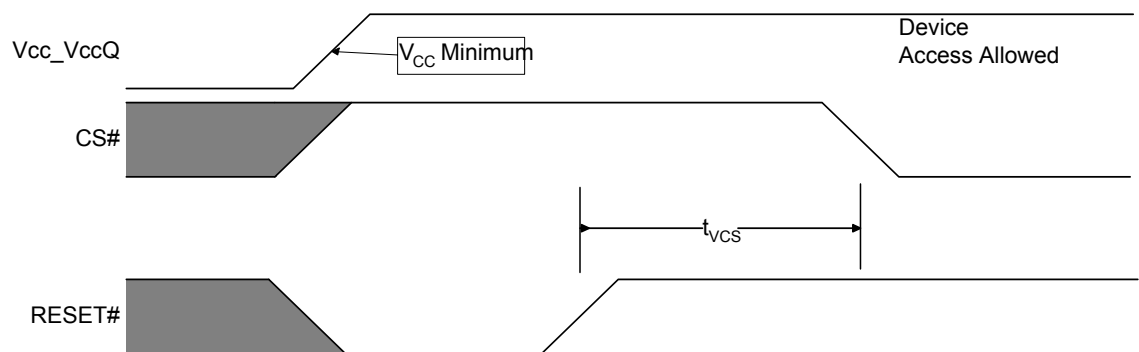 Vcc_VccQ
VCC Minimum
Device
Access Allowed
CS#
tVCS
RESET#